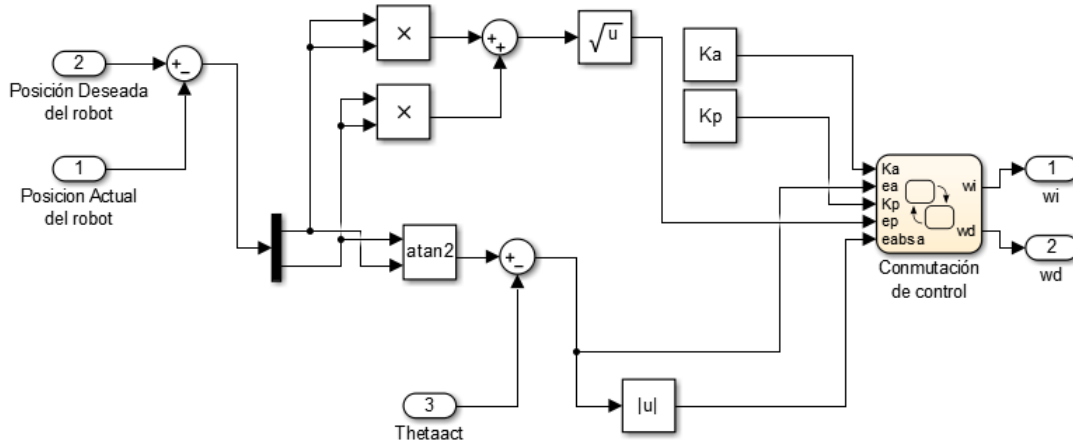 2
Posición Deseada
del robot
1
Posicion Actual
del robot
+
−
×
×
+
+
√u
Ka
Kp
atan2
+
−
3
Thetaact
|u|
Ka
ea
Kp
ep
eabsa
wi
wd
Conmutación
de control
1
wi
2
wd